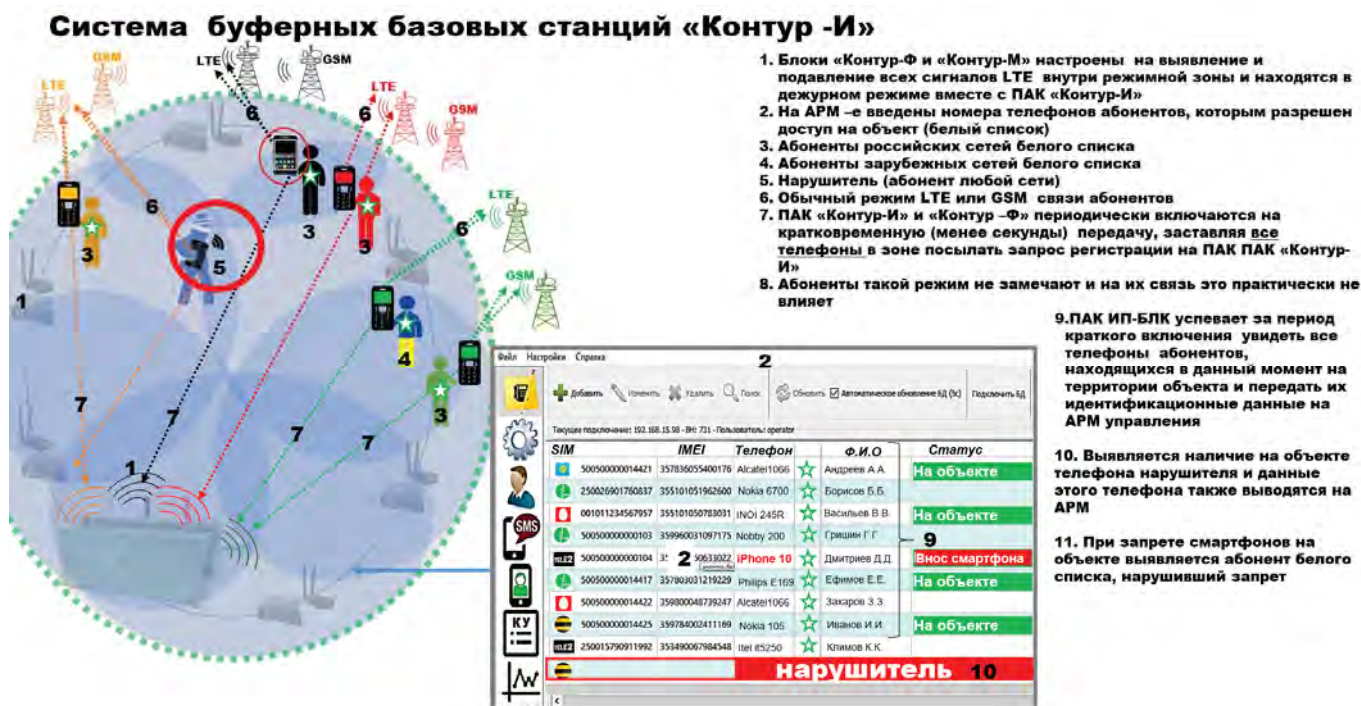 Система буферных базовых станций «Контур -И»
GSM
LTE
LTE
GSM
LTE
GSM
LTE
GSM
6
6
6
6
3
3
3
5
1
4
3
7
7
7
7
1
1. Блоки «Контур-Ф и «Контур-М» настроены на выявление и
подавление всех сигналов LTE внутри режимной зоны и находятся в
дежурном режиме вместе с ПАК «Контур-И»
2. На АРМ –е введены номера телефонов абонентов, которым разрешен
доступ на объект (белый список)
3. Абоненты российских сетей белого списка
4. Абоненты зарубежных сетей белого списка
5. Нарушитель (абонент любой сети)
6. Обычный режим LTE или GSM связи абонентов
7. ПАК «Контур-И» и «Контур –Ф» периодически включаются на
кратковременную (менее секунды) передачу, заставляя все
телефоны в зоне посылать запрос регистрации на ПАК ПАК «Контур-
И»
8. Абоненты такой режим не замечают и на их связь это практически не
влияет
9.ПАК ИП-БЛК успевает за период
краткого включения увидеть все
телефоны абонентов,
находящихся в данный момент на
территории объекта и передать их
идентификационные данные на
АРМ управления
10. Выявляется наличие на объекте
телефона нарушителя и данные
этого телефона также выводятся на
АРМ
11. При запрете смартфонов на
объекте выявляется абонент белого
списка, нарушивший запрет
Файл Настройки Справка 2
Добавить Изменить Удалить Поиск Обновить Автоматическое обновление БД (5с) Подключить БД
Текущее подключение: 192.168.15.98 - ВН: 731 - Пользователь: operator
SIM IMEI Телефон Ф.И.О Статус
500500000014421 357836055400176 Alcatel1066 Андреев А.А. На объекте
250026901760837 355101051962600 Nokia 6700 Борисов Б.Б.
001011234567957 355101050783031 INOI 245R Васильев В.В. На объекте
500500000000103 359960031097175 Nobby 200 Гришин Г.Г
TELE2 500500000000104 2 90633022 iPhone 10 Дмитриев Д.Д. Внос смартфона
500500000014417 357803031219229 Philips E169 Ефимов Е.Е. На объекте
500500000014422 359800048739247 Alcatel1066 Захаров З.З.
500500000014425 359784002411169 Nokia 105 Иванов И.И. На объекте
TELE2 250015790911992 353490067984548 Itel it5250 Климов К.К.
нарушитель 10
9
SMS
КУ